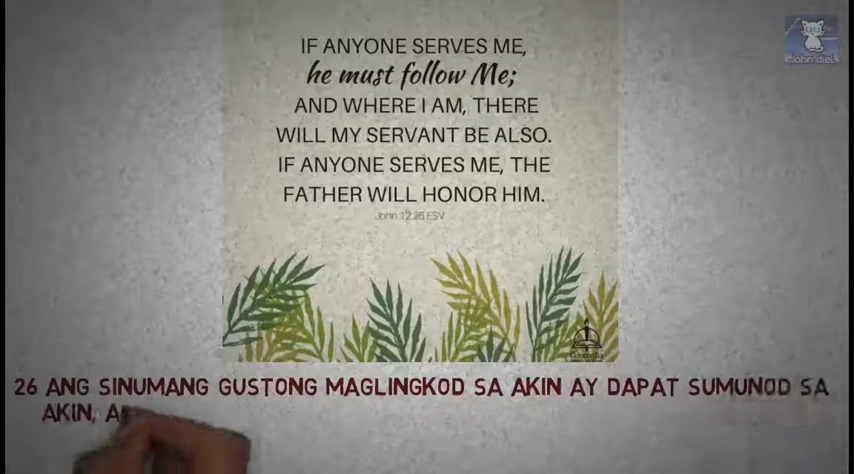 IF ANYONE SERVES ME,
he must follow Me;
AND WHERE I AM, THERE
WILL MY SERVANT BE ALSO.
IF ANYONE SERVES ME, THE
FATHER WILL HONOR HIM.
John 12:26 ESV
26 ANG SINUMANG GUSTONG MAGLINGKOD SA AKIN AY DAPAT SUMUNOD SA
AKIN, A